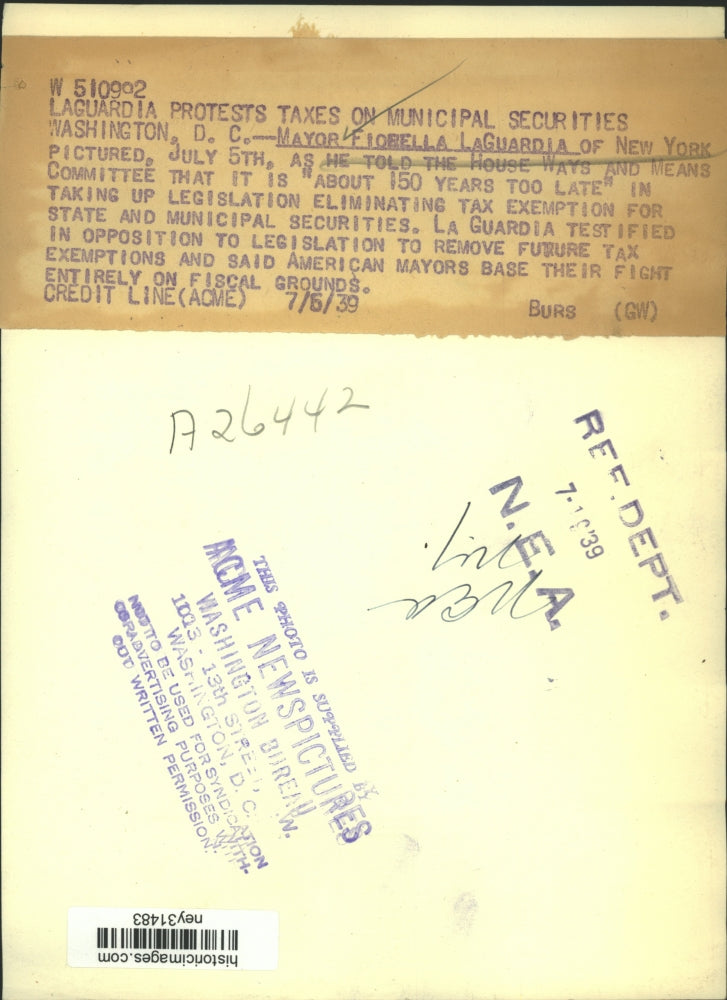 W 510902
LAGUARDIA PROTESTS TAXES ON MUNICIPAL SECURITIES
WASHINGTON, D. C.—MAYOR FIORELLA LAGUARDIA OF NEW YORK
PICTURED, JULY 5TH, AS HE TOLD THE HOUSE WAYS AND MEANS
COMMITTEE THAT IT IS "ABOUT 150 YEARS TOO LATE" IN
TAKING UP LEGISLATION ELIMINATING TAX EXEMPTION FOR
STATE AND MUNICIPAL SECURITIES. LA GUARDIA TESTIFIED
IN OPPOSITION TO LEGISLATION TO REMOVE FUTURE TAX
EXEMPTIONS AND SAID AMERICAN MAYORS BASE THEIR FIGHT
ENTIRELY ON FISCAL GROUNDS.
CREDIT LINE(ACME) 7/5/39 BURS (GW)
A26442
REF. DEPT.
39
N.E.A.
THIS PHOTO IS SUPPLIED BY
ACME NEWSPICTURES
WASHINGTON BUREAU
1013 - 13th STREET, N.W.
WASHINGTON, D. C.
NOT TO BE USED FOR SYNDICATION
OR ADVERTISING PURPOSES WITH-
OUT WRITTEN PERMISSION.
historicimages.com
ney31483